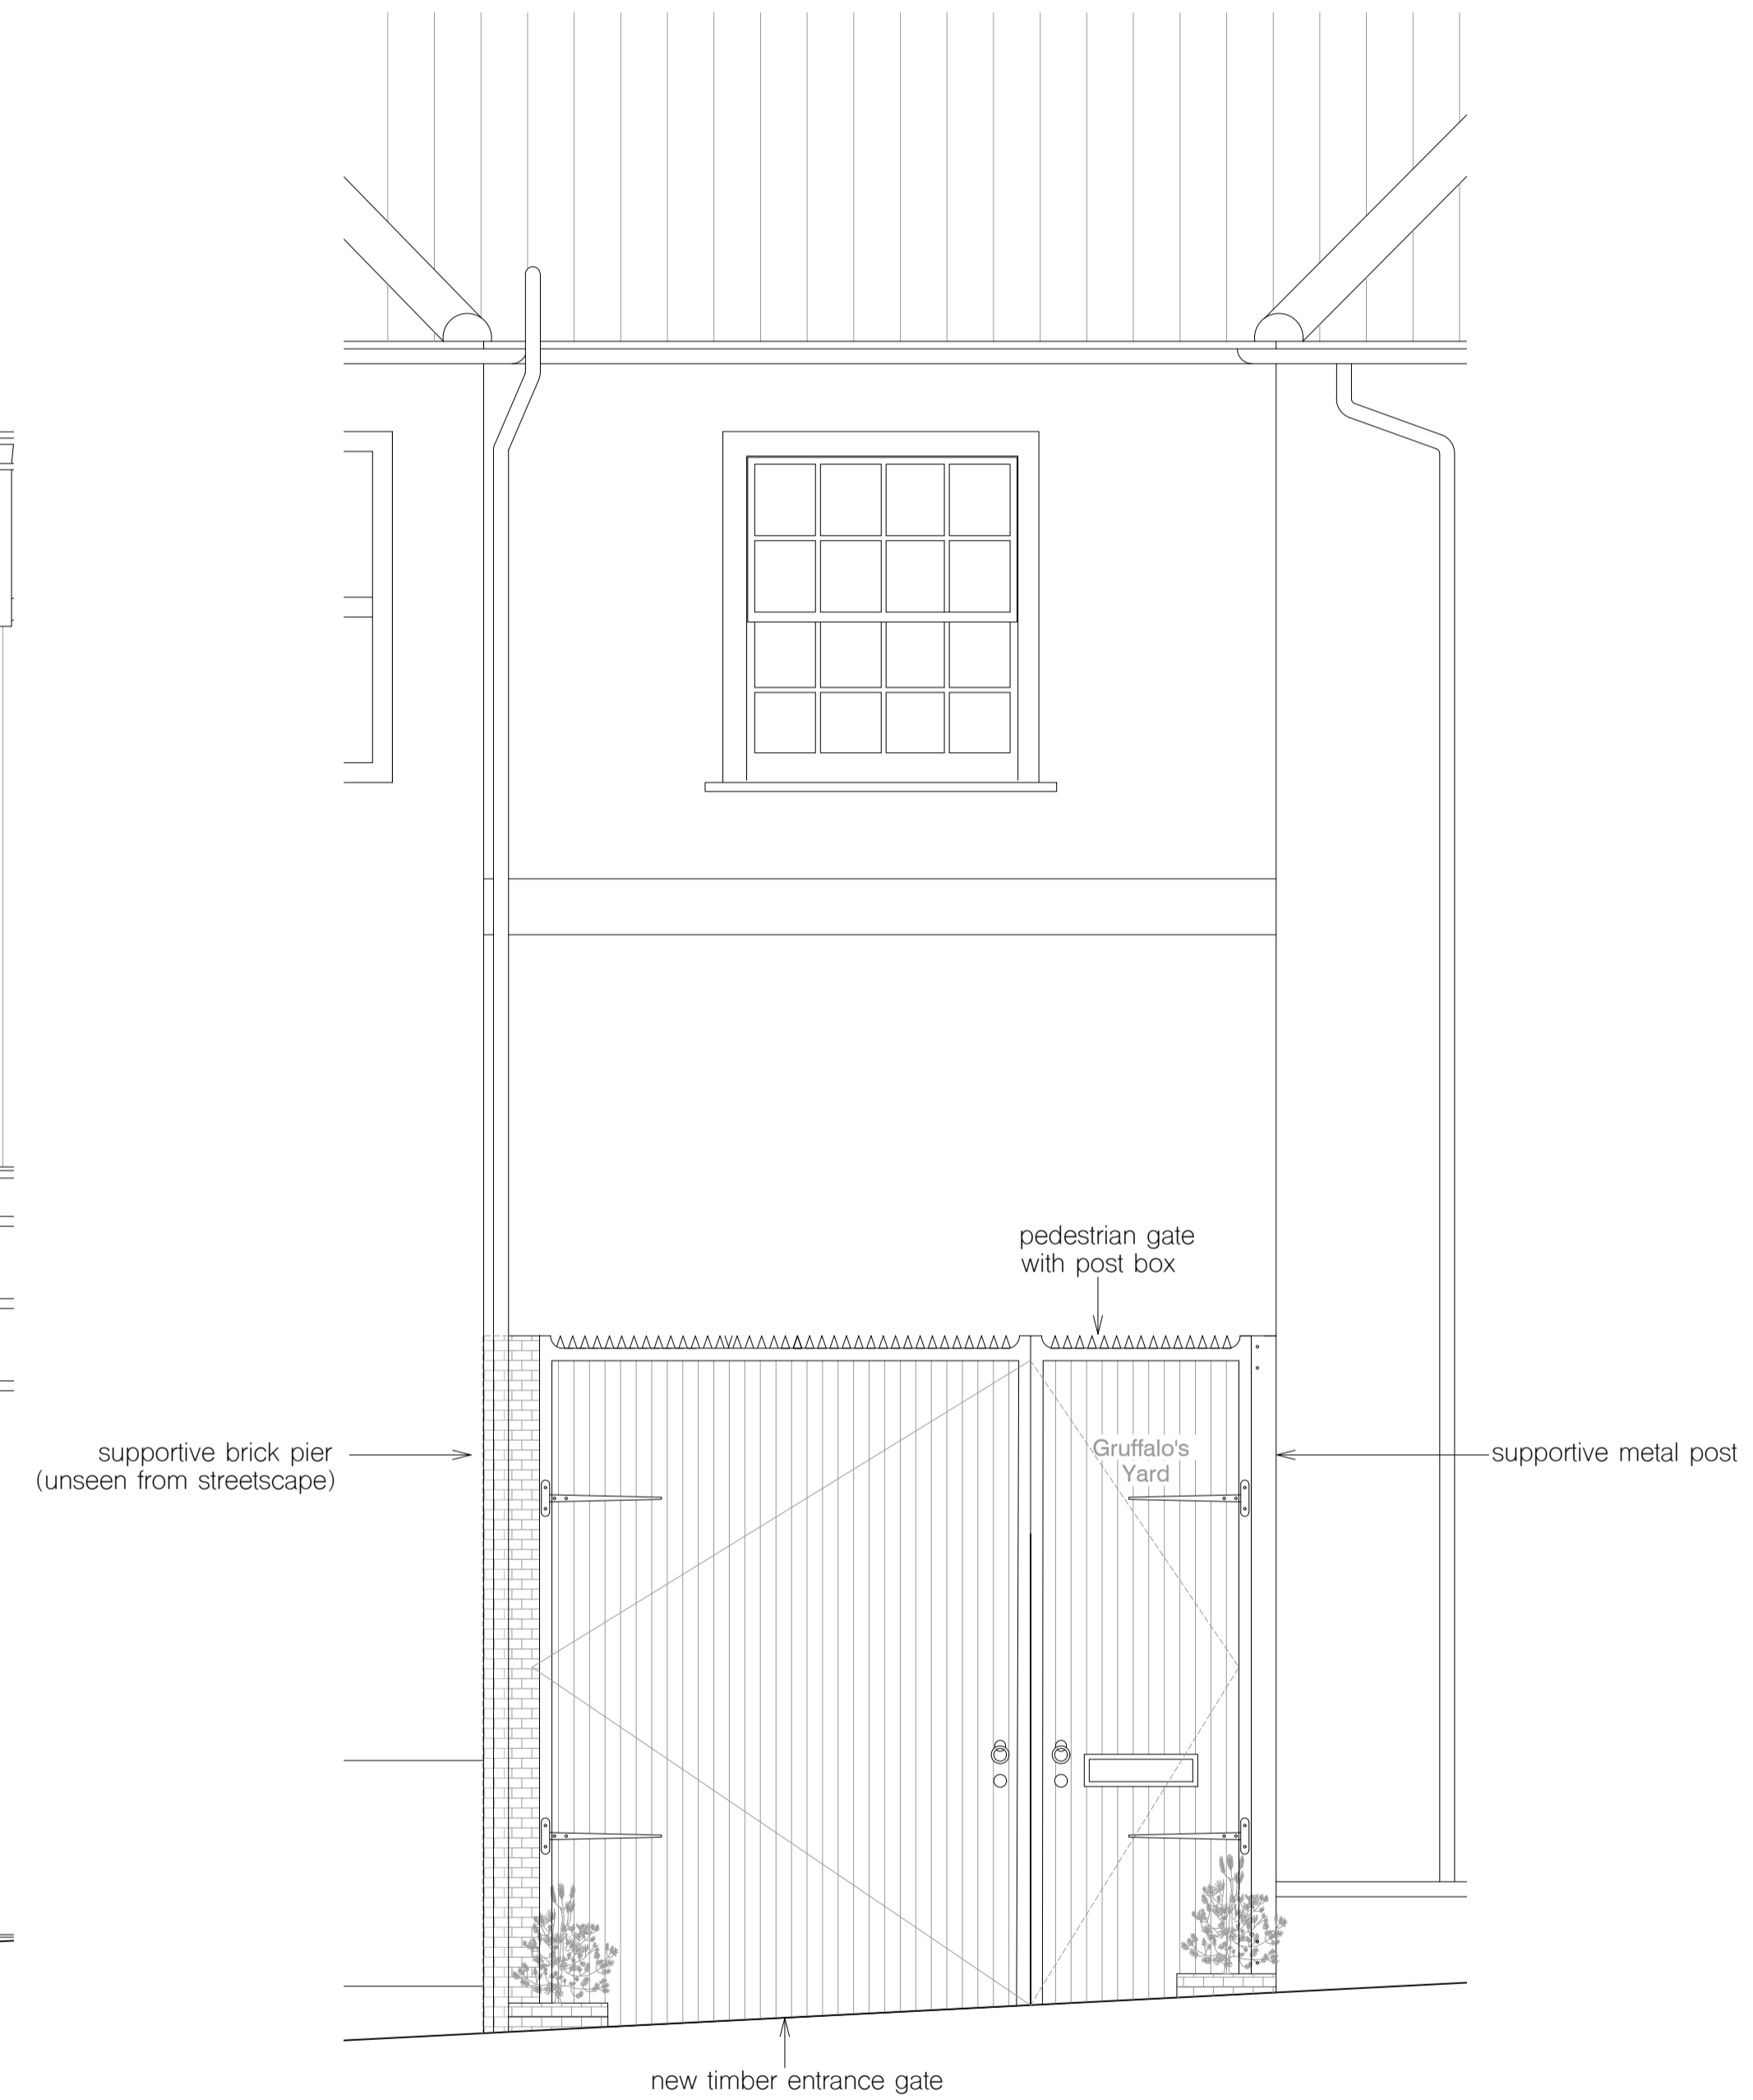 pedestrian gate
with post box
Gruffalo's
Yard
supportive brick pier
(unseen from streetscape)
supportive metal post
new timber entrance gate